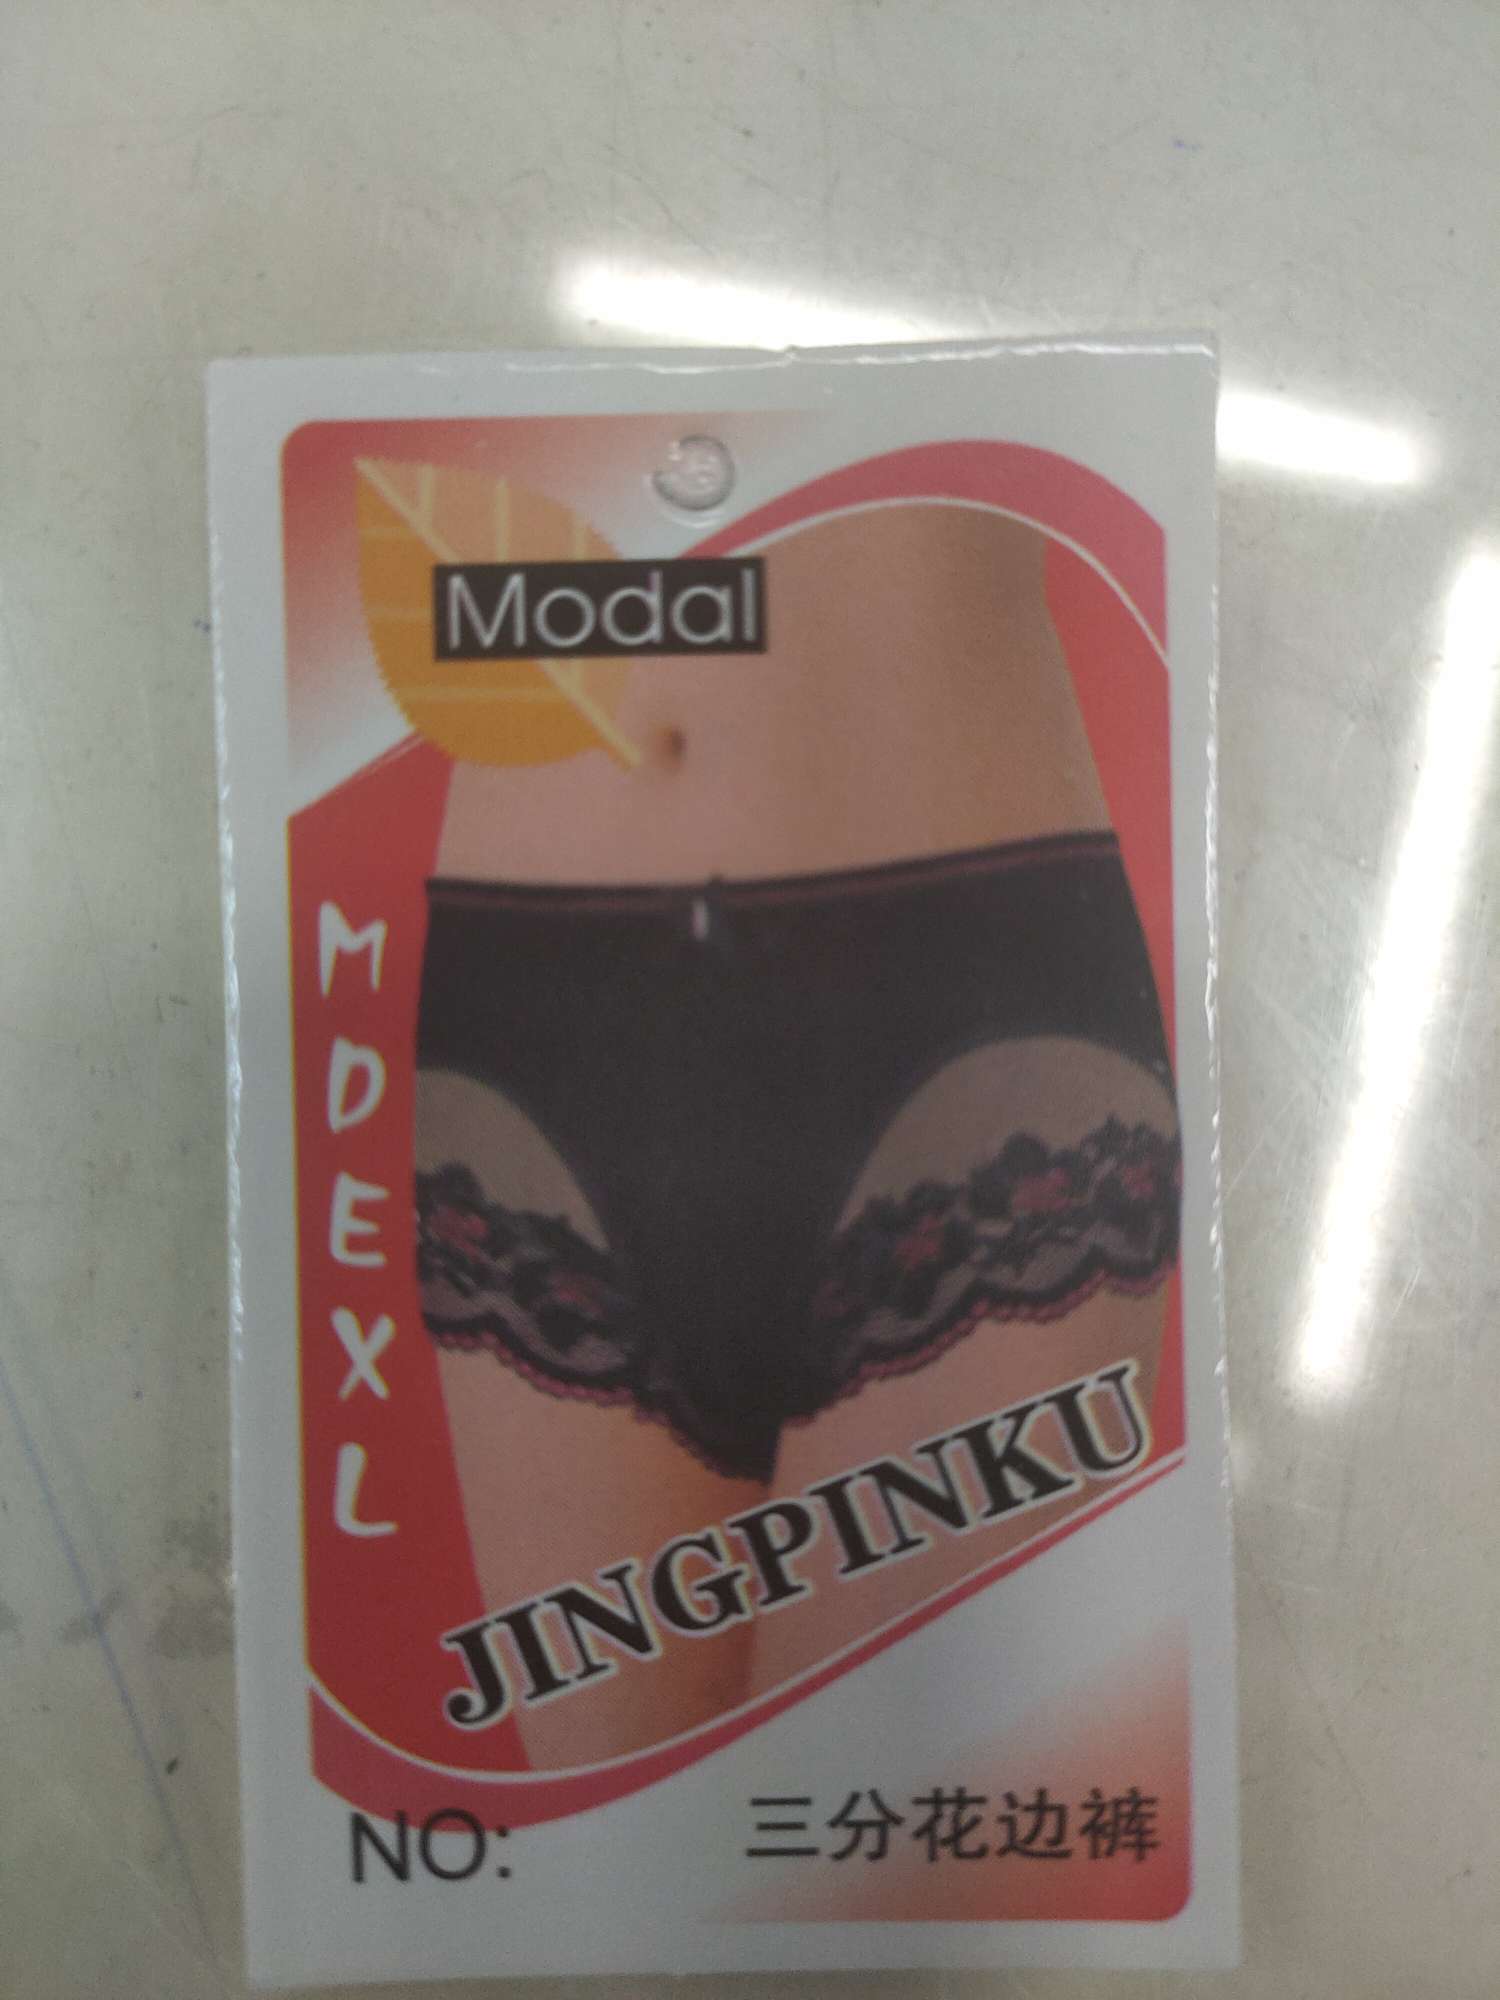 Modal
MDEXL
JINGPINKU
NO:
三分花边裤